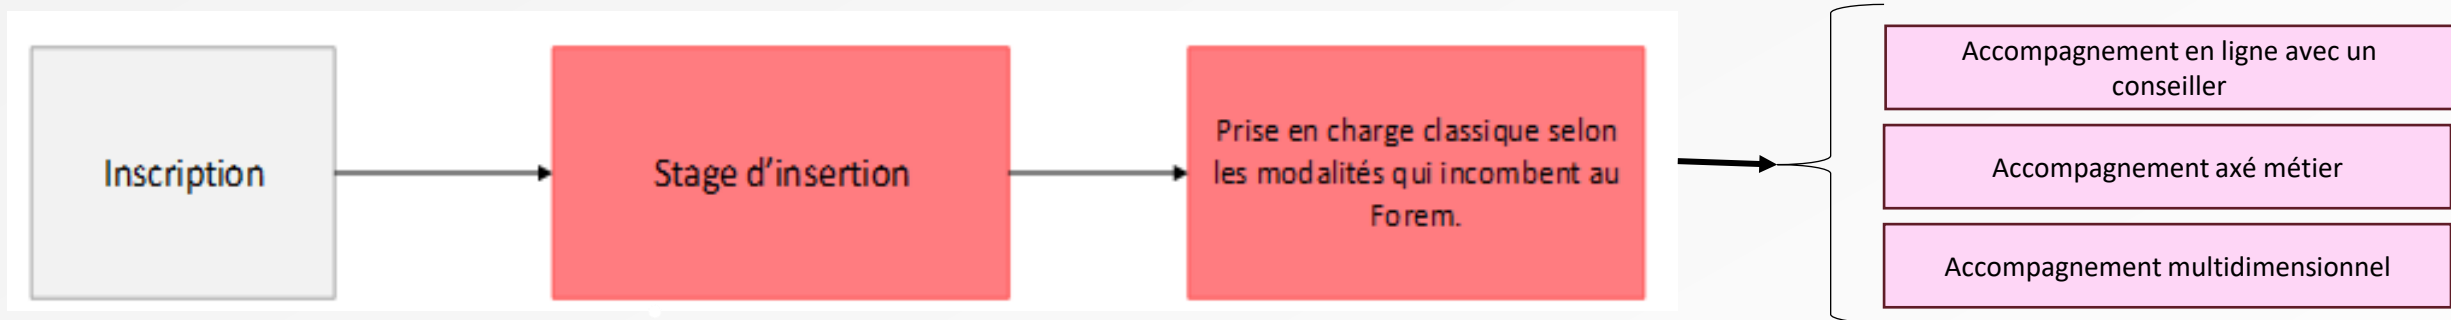 Inscription
Stage d’insertion
Prise en charge classique selon
les modalités qui incombent au
Forem.
Accompagnement en ligne avec un
conseiller
Accompagnement axé métier
Accompagnement multidimensionnel